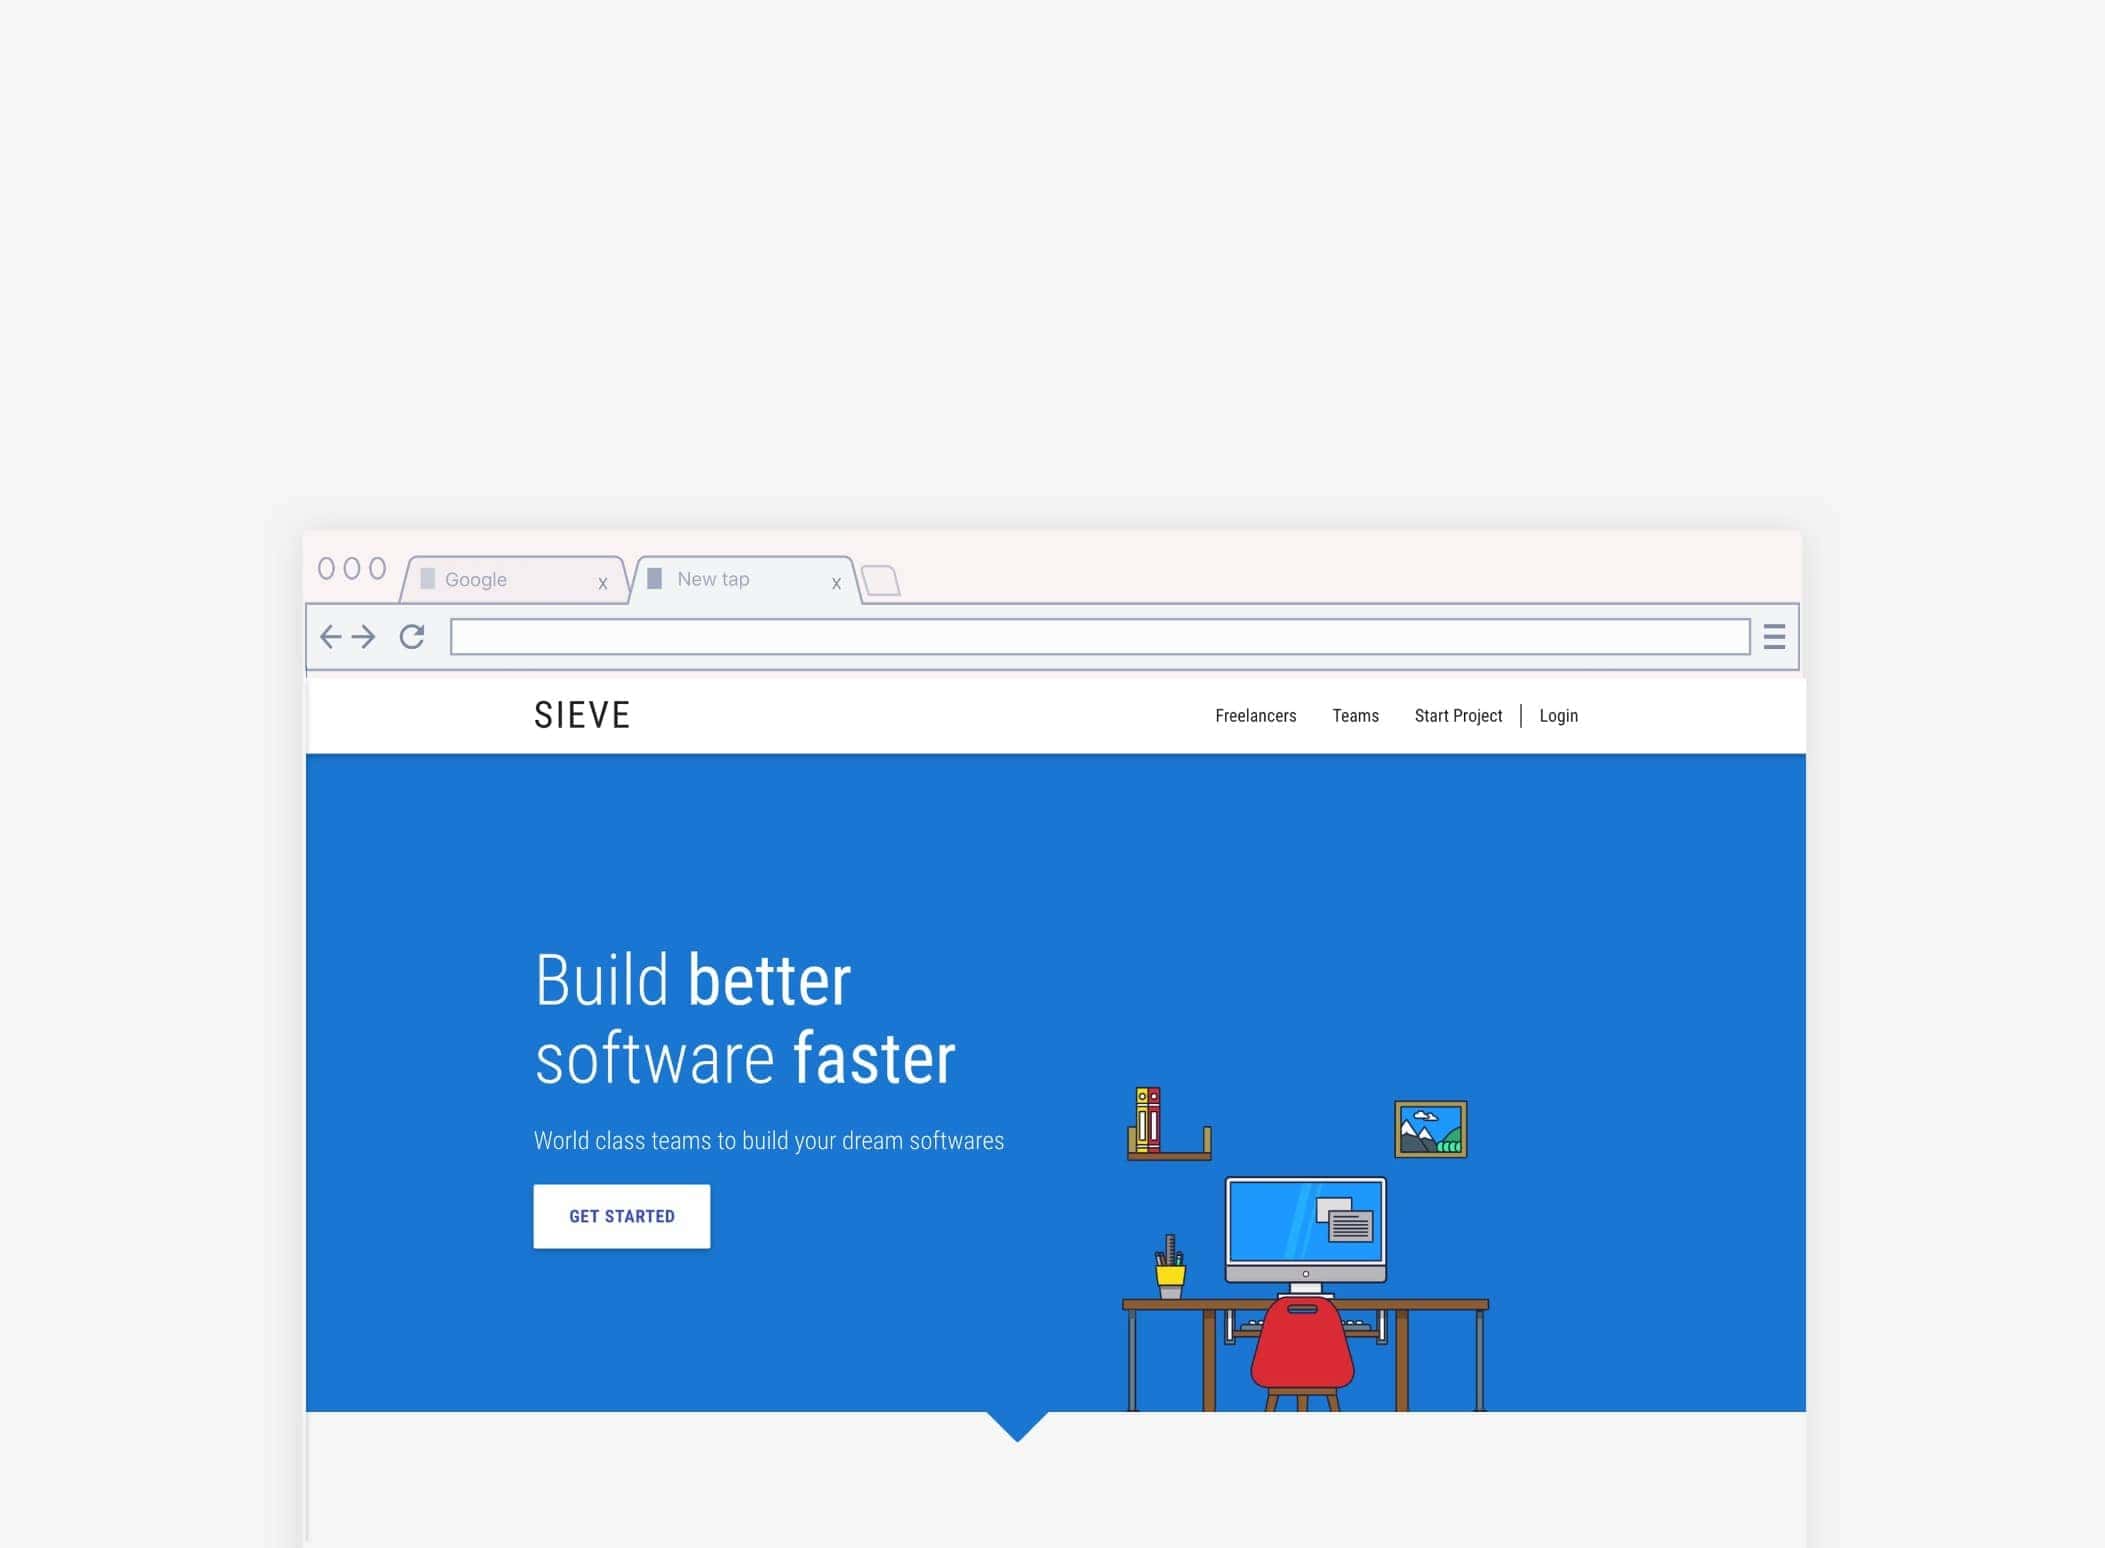 Google x New tap x
SIEVE Freelancers Teams Start Project | Login
Build better
software faster
World class teams to build your dream softwares
GET STARTED